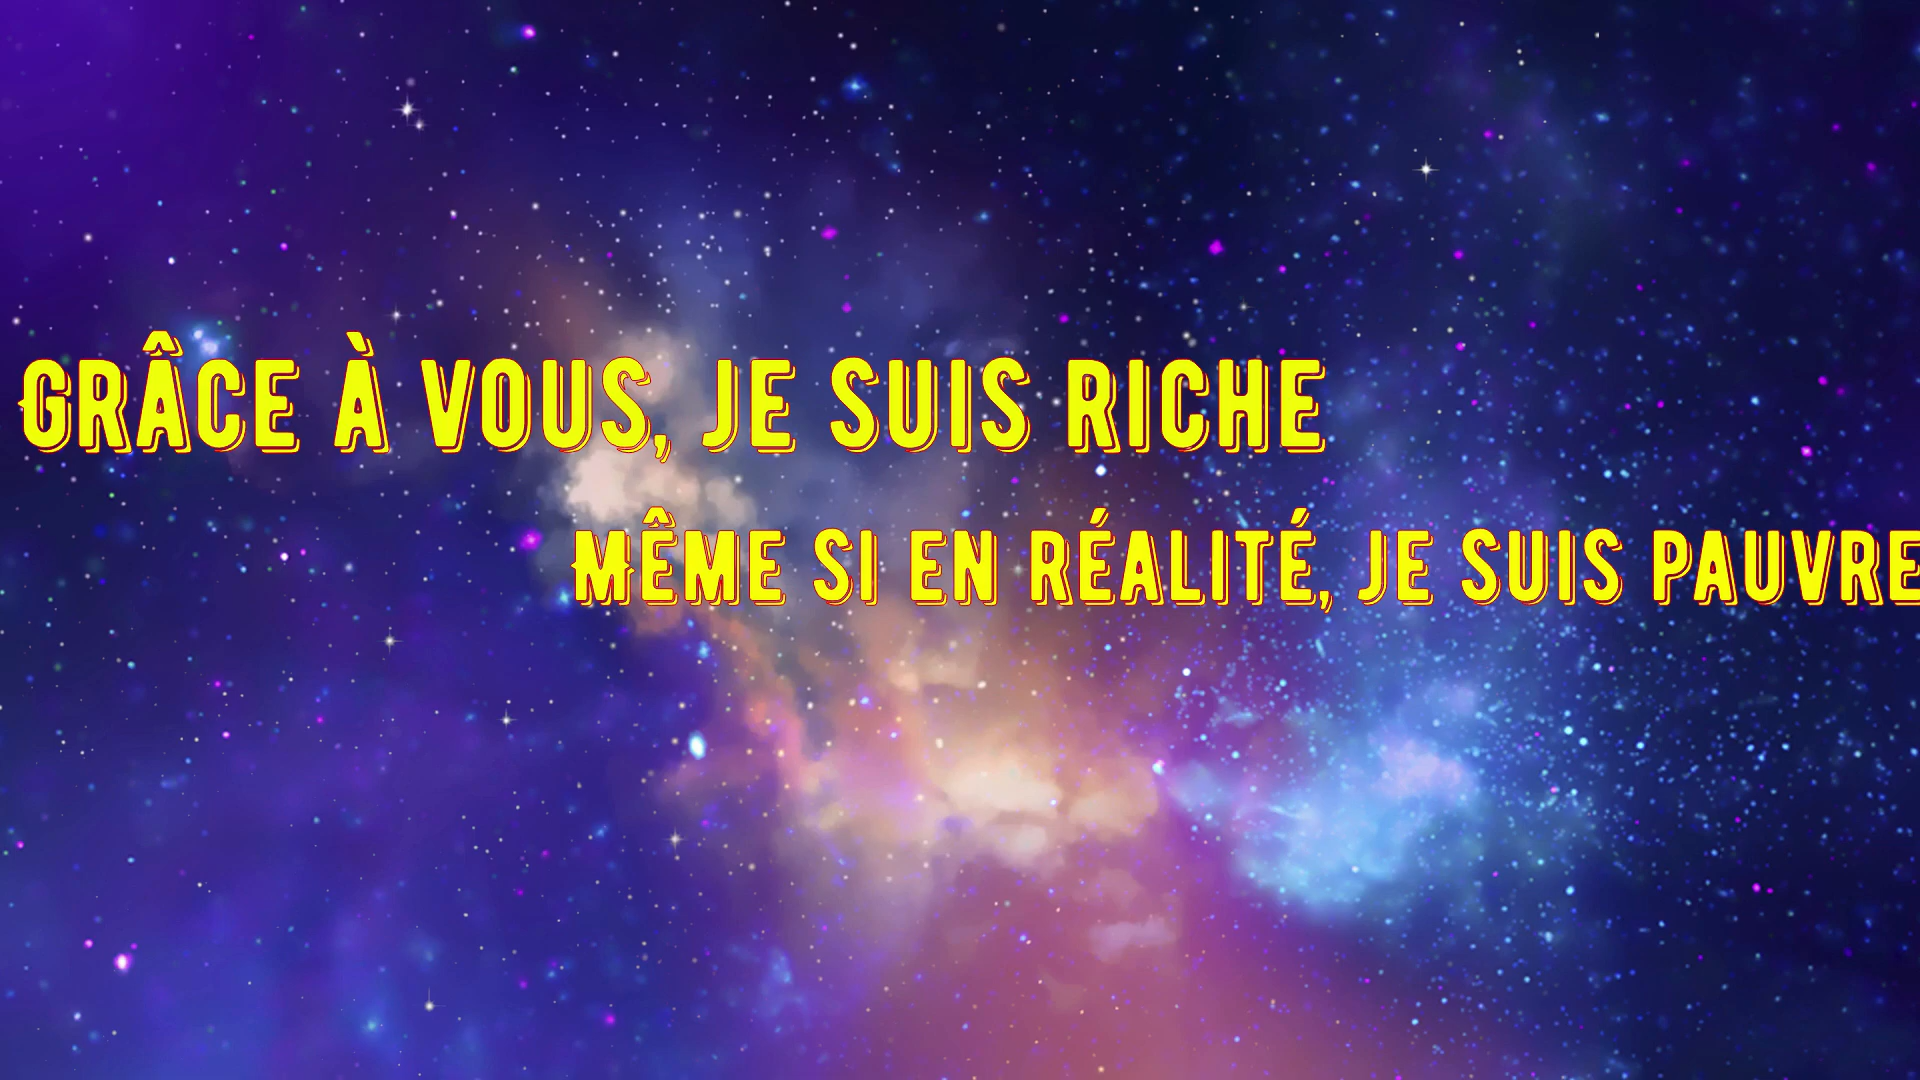 GRÂCE À VOUS, JE SUIS RICHE
MÊME SI EN RÉALITÉ, JE SUIS PAUVRE